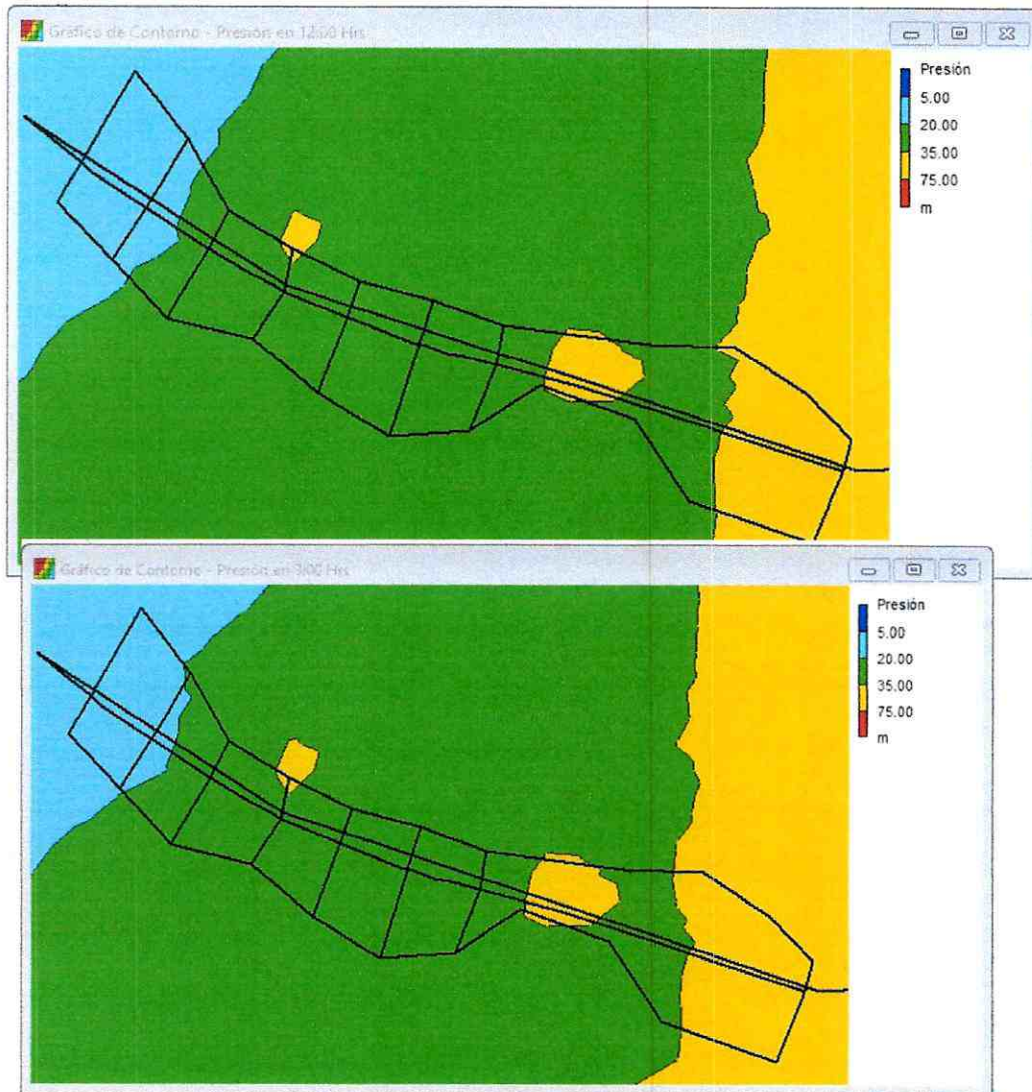 Gráfico de Contorno - Presión en 12:00 Hrs
Presión
5.00
20.00
35.00
75.00
m
Gráfico de Contorno - Presión en 3:00 Hrs
Presión
5.00
20.00
35.00
75.00
m